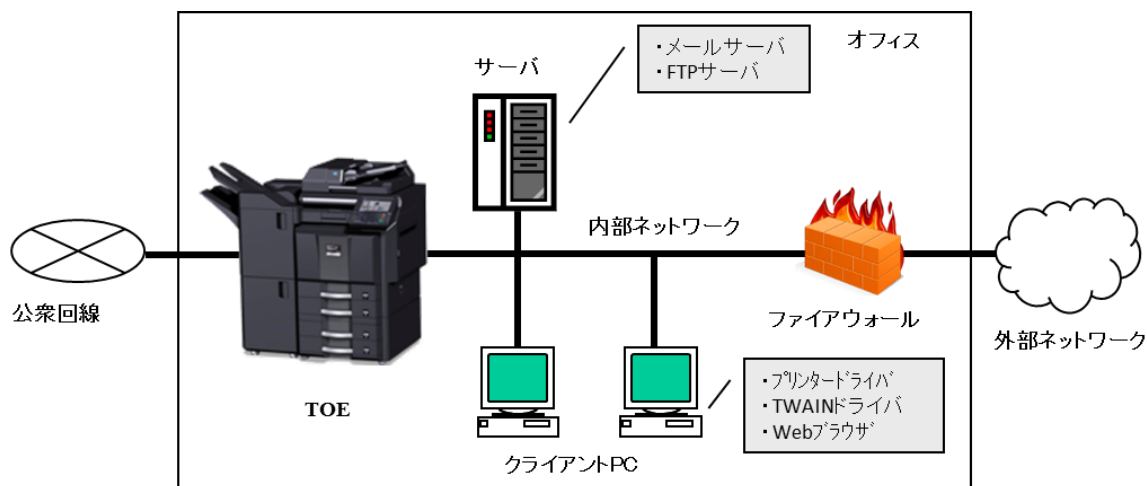 オフィス
・メールサーバ
・FTPサーバ
サーバ
内部ネットワーク
公衆回線
ファイアウォール
外部ネットワーク
TOE
・プリンタードライバ
・TWAINドライバ
・Webブラウザ
クライアントPC